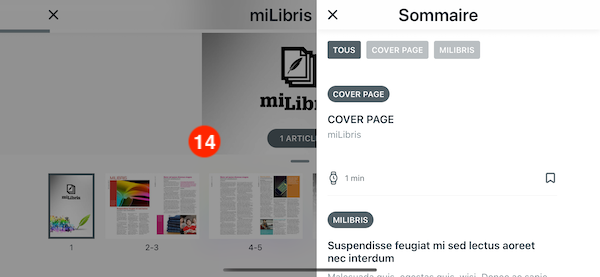 miLibris
miLibris
1 ARTICL
14
1
2-3
4-5
Sommaire
TOUS COVER PAGE MILIBRIS
COVER PAGE
COVER PAGE
miLibris
1 min
MILIBRIS
Suspendisse feugiat mi sed lectus aoreet
nec interdum